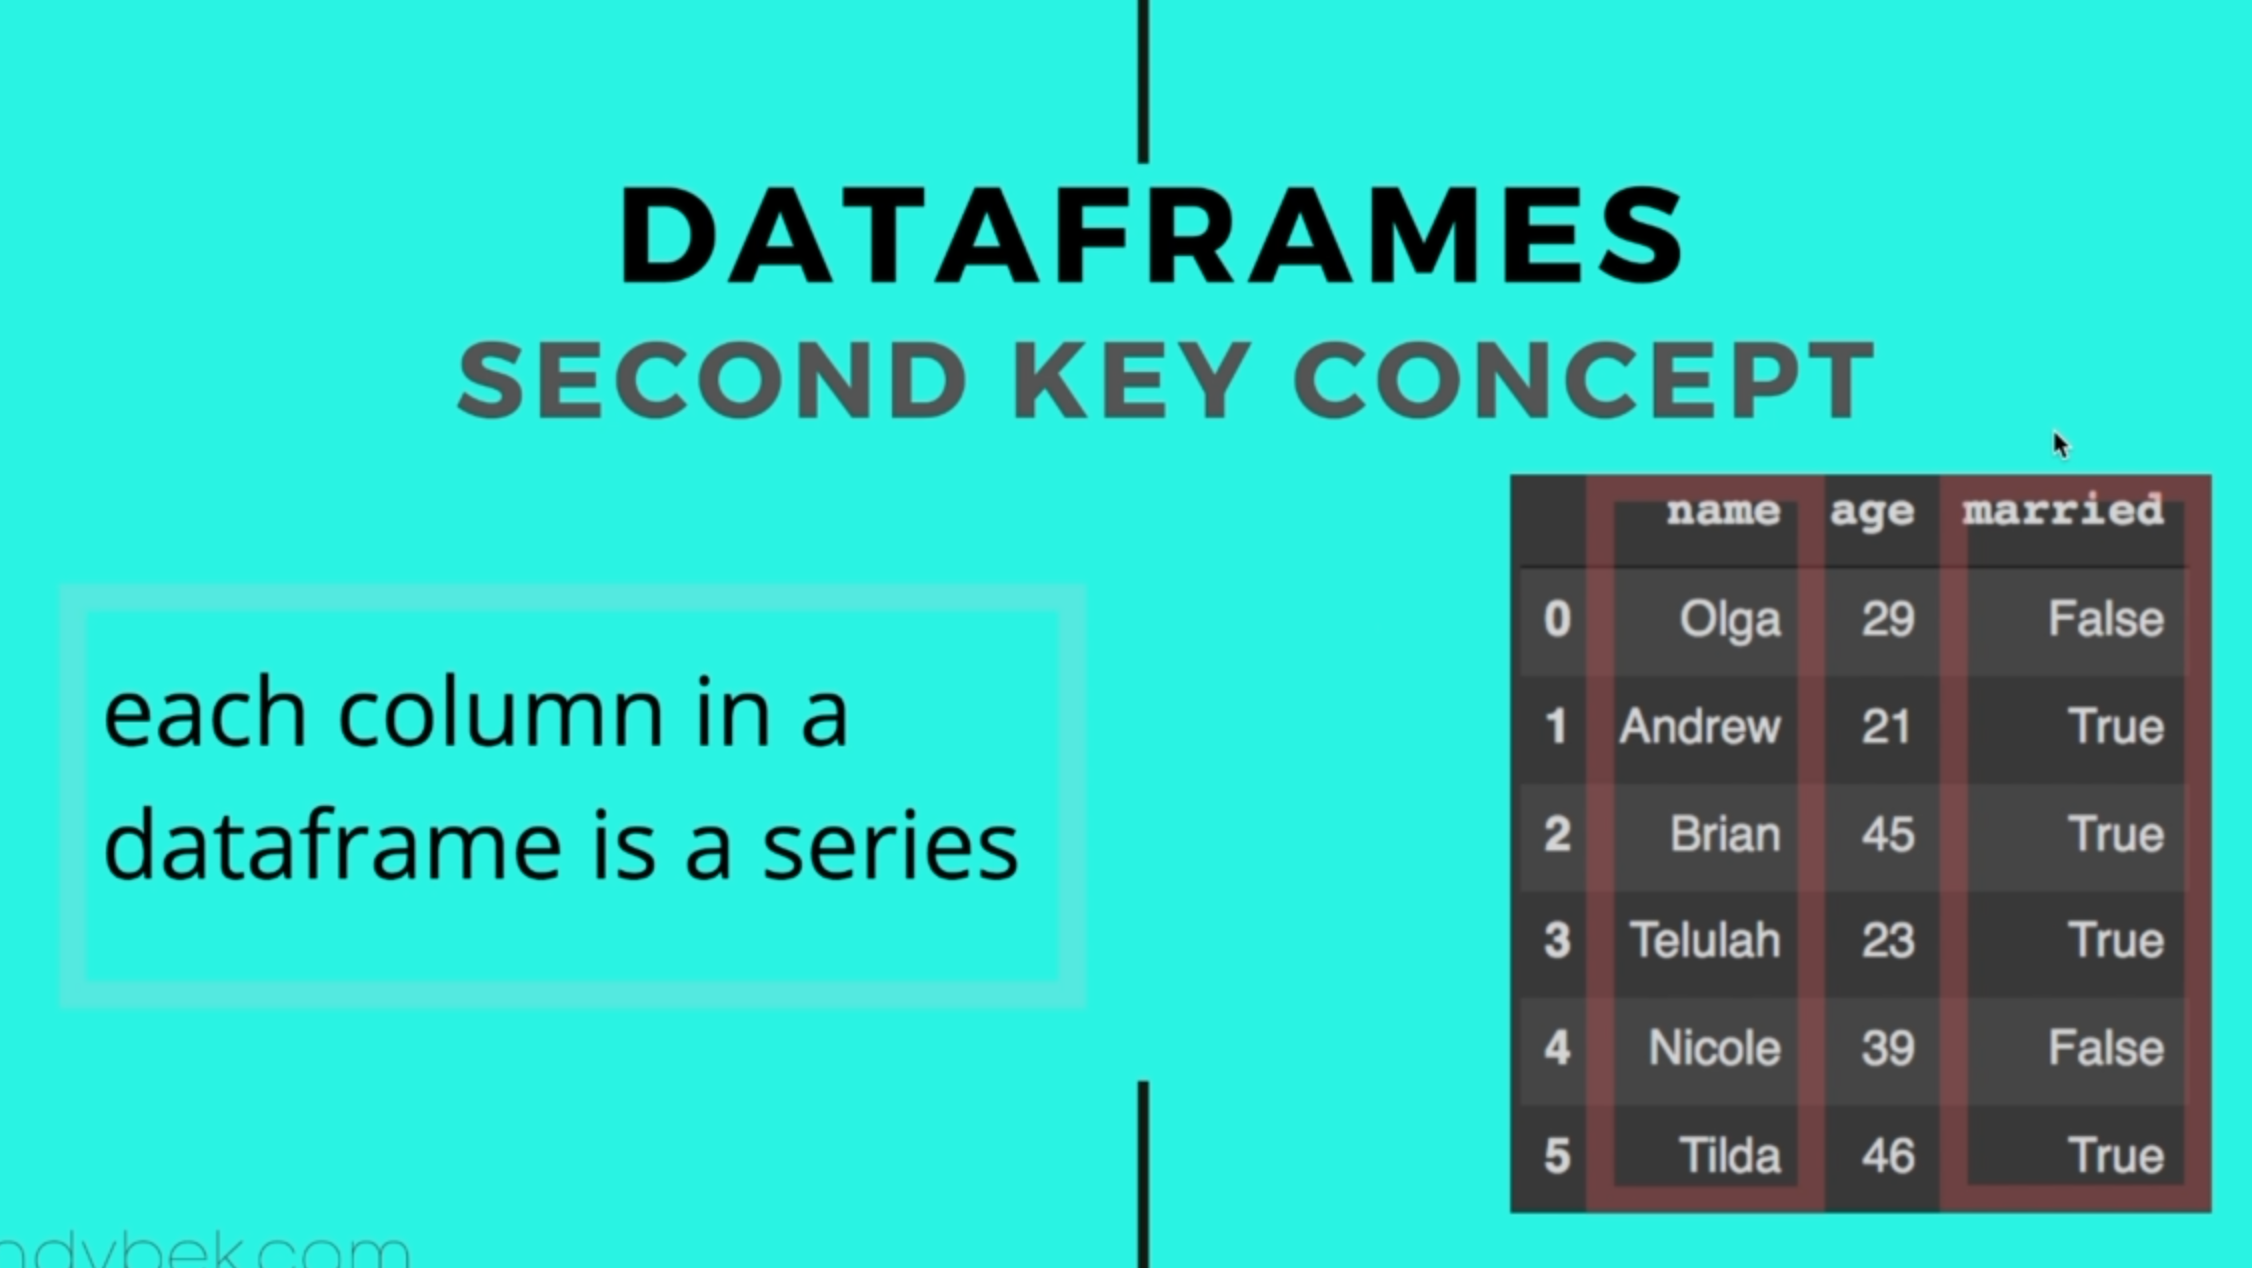 DATAFRAMES
SECOND KEY CONCEPT
each column in a
dataframe is a series
name age married
0 Olga 29 False
1 Andrew 21 True
2 Brian 45 True
3 Telulah 23 True
4 Nicole 39 False
5 Tilda 46 True
ndybek.com